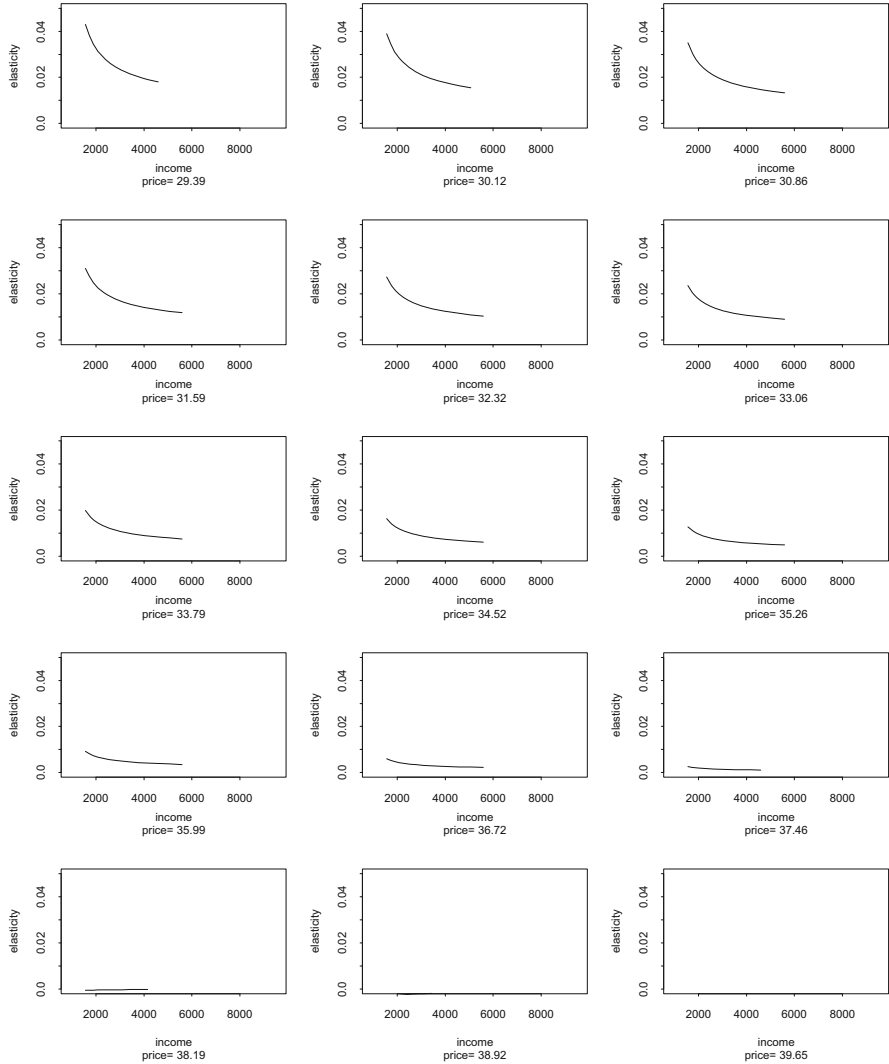 elasticity
0.0 0.02 0.04
2000 4000 6000 8000
income
price= 29.39
elasticity
0.0 0.02 0.04
2000 4000 6000 8000
income
price= 30.12
elasticity
0.0 0.02 0.04
2000 4000 6000 8000
income
price= 30.86
elasticity
0.0 0.02 0.04
2000 4000 6000 8000
income
price= 31.59
elasticity
0.0 0.02 0.04
2000 4000 6000 8000
income
price= 32.32
elasticity
0.0 0.02 0.04
2000 4000 6000 8000
income
price= 33.06
elasticity
0.0 0.02 0.04
2000 4000 6000 8000
income
price= 33.79
elasticity
0.0 0.02 0.04
2000 4000 6000 8000
income
price= 34.52
elasticity
0.0 0.02 0.04
2000 4000 6000 8000
income
price= 35.26
elasticity
0.0 0.02 0.04
2000 4000 6000 8000
income
price= 35.99
elasticity
0.0 0.02 0.04
2000 4000 6000 8000
income
price= 36.72
elasticity
0.0 0.02 0.04
2000 4000 6000 8000
income
price= 37.46
elasticity
0.0 0.02 0.04
2000 4000 6000 8000
income
price= 38.19
elasticity
0.0 0.02 0.04
2000 4000 6000 8000
income
price= 38.92
elasticity
0.0 0.02 0.04
2000 4000 6000 8000
income
price= 39.65